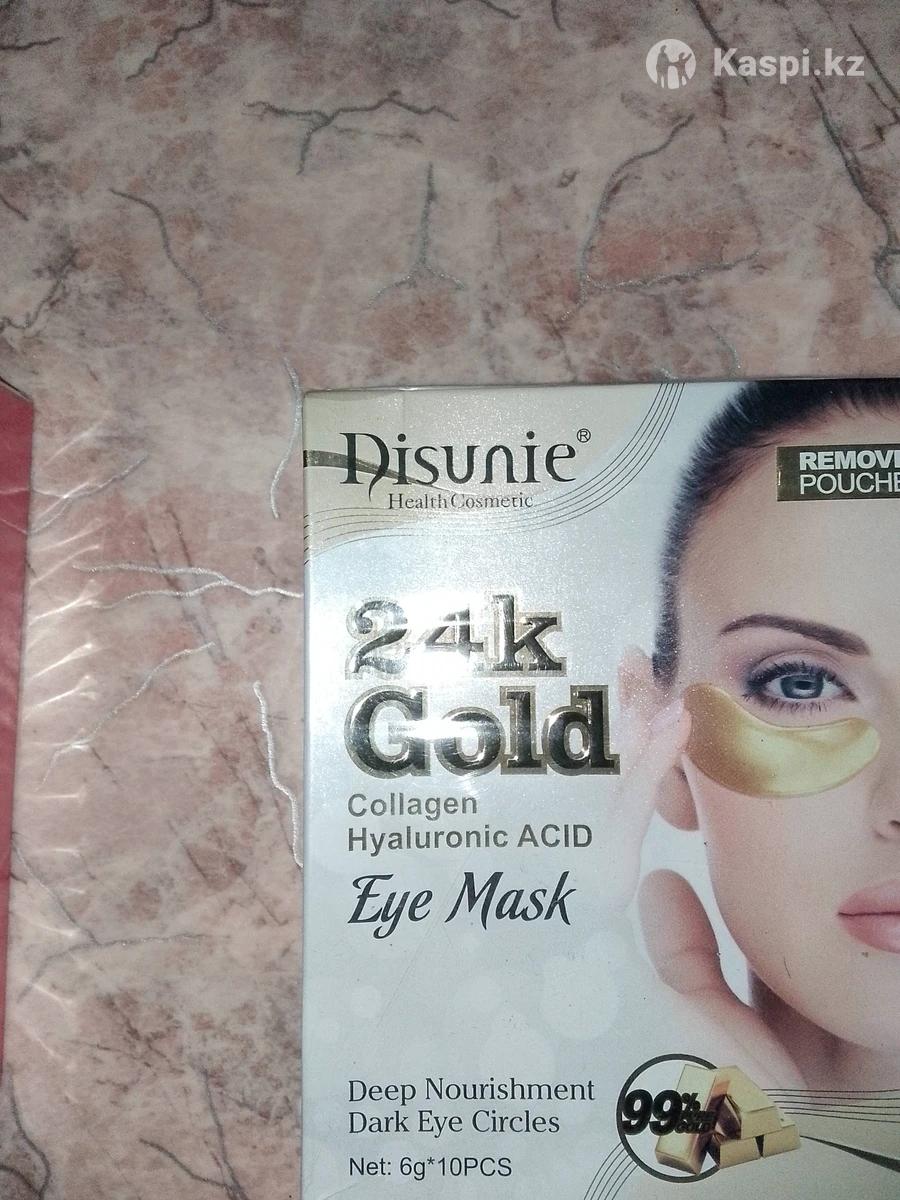 Kaspi.kz
Disunie®
Health Cosmetic
REMOVE
POUCHE
24k
Gold
Collagen
Hyaluronic ACID
Eye Mask
Deep Nourishment
Dark Eye Circles
99%
GOLD
Net: 6g*10PCS